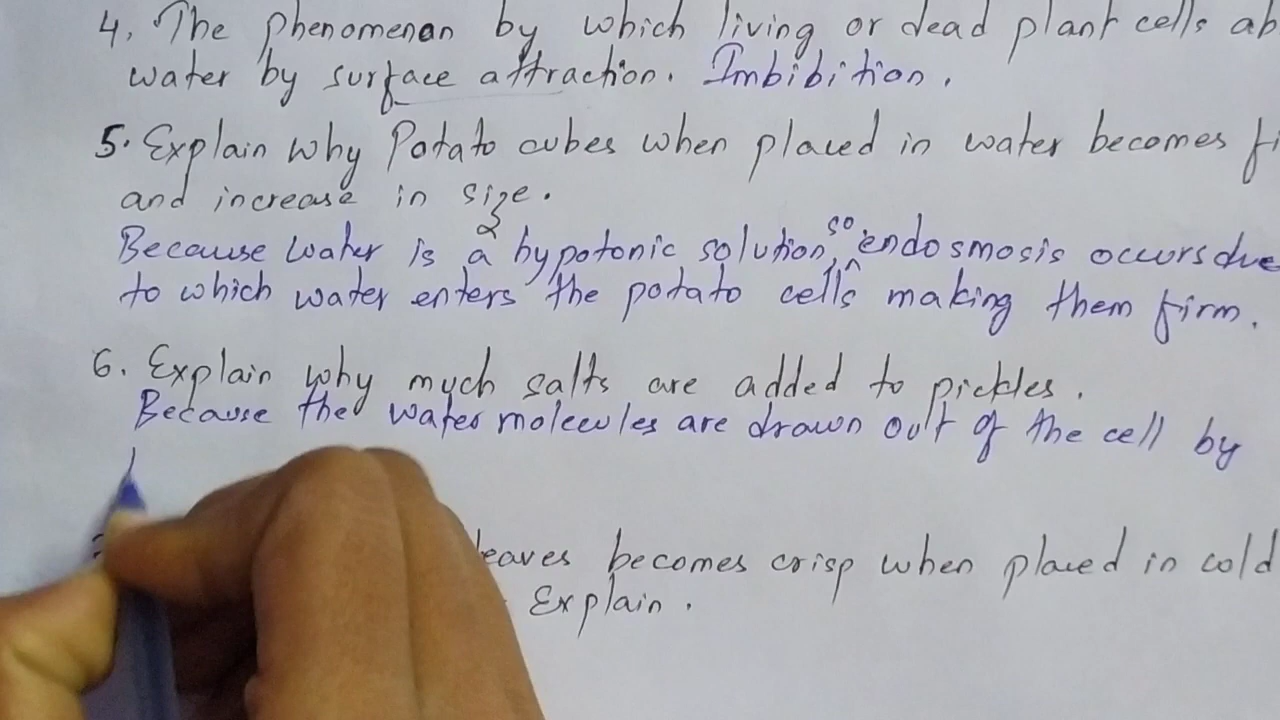 4. The phenomenon by which living or dead plant cells ab
water by surface attraction. Imbibition.
5. Explain why Potato cubes when placed in water becomes fi
and increase in size.
Because water is a hypotonic solution, so endosmosis occurs due
to which water enters the potato cells making them firm.
6. Explain why much salts are added to pickles.
Because the water molecules are drawn out of the cell by
leaves becomes crisp when placed in cold
Explain.